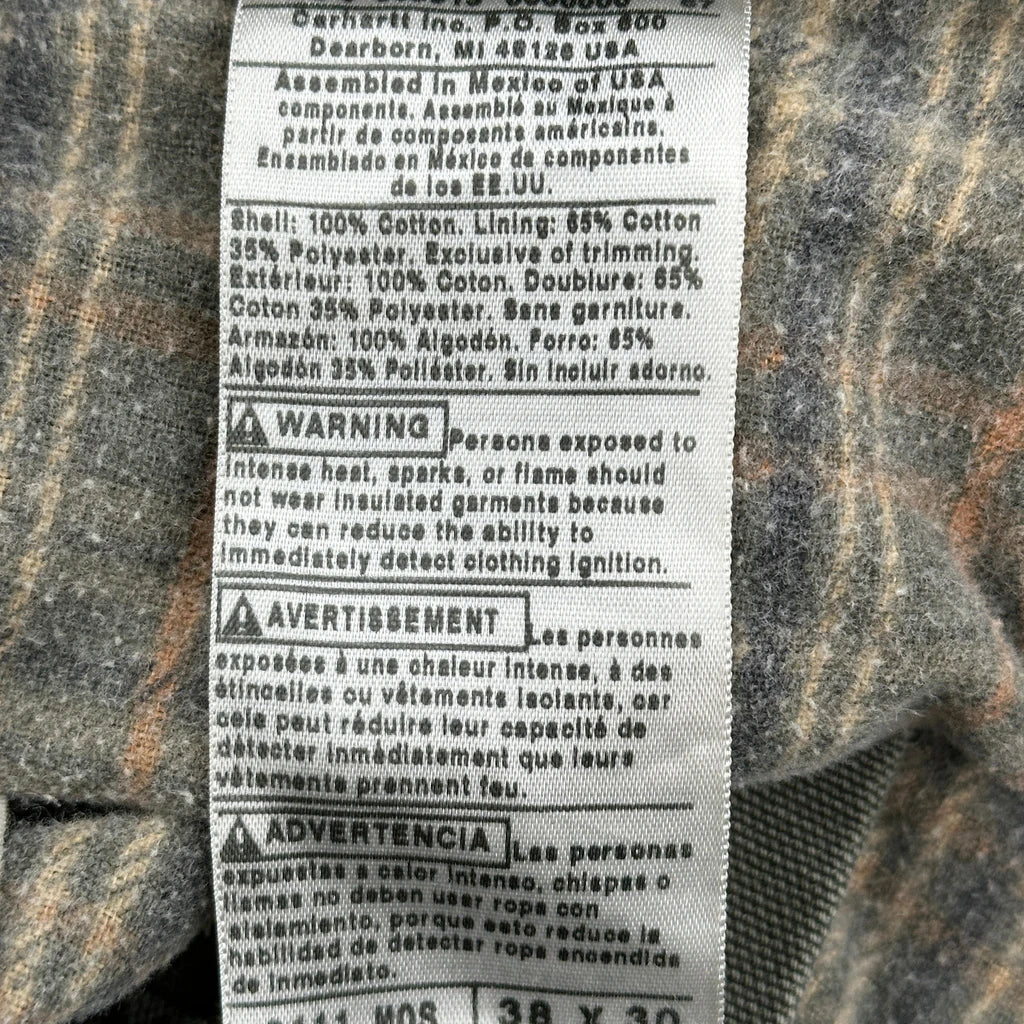 Carhartt Inc. P.O. Box 600
Dearborn, MI 48126 USA
Assembled in Mexico of USA
components. Assemblé au Mexique à
partir de composants américains.
Ensamblado en México de componentes
de los EE.UU.
Shell: 100% Cotton. Lining: 65% Cotton
35% Polyester. Exclusive of trimming.
Extérieur: 100% Coton. Doublure: 65%
Coton 35% Polyester. Sans garniture.
Armazón: 100% Algodón. Forro: 65%
Algodón 35% Poliéster. Sin incluir adorno.
WARNING Persons exposed to
intense heat, sparks, or flame should
not wear insulated garments because
they can reduce the ability to
immediately detect clothing ignition.
AVERTISSEMENT Les personnes
exposées à une chaleur intense, à des
étincelles ou vêtements isolants, car
cela peut réduire leur capacité de
détecter inmédiatement que leurs
vêtements prennent feu.
ADVERTENCIA Las personas
expuestas a calor intenso, chispas o
llamas no deben usar ropa con
aislamiento, porque esto reduce la
habilidad de detectar ropa encendida
de inmediato.
MOS 38 X 30